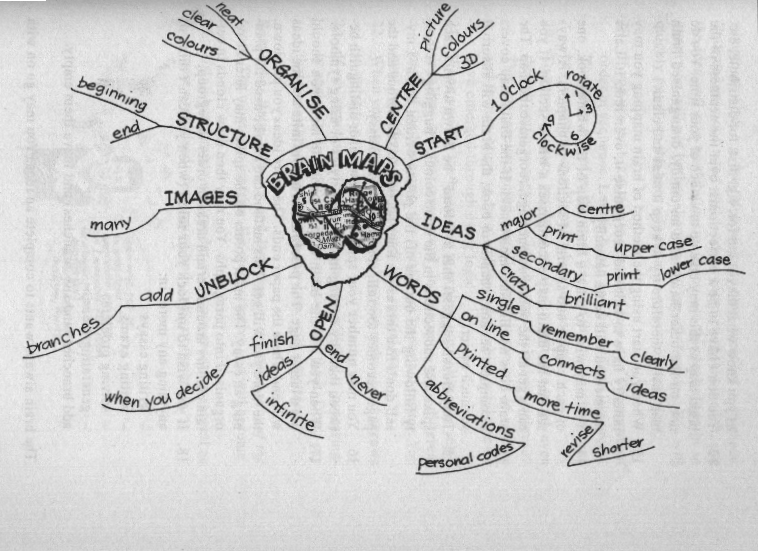 BRAIN MAPS
CENTRE
picture
colours
3D
START
1 o'clock
rotate
1
3
6
9
clockwise
IDEAS
major
centre
print
upper case
secondary
print
lower case
crazy
brilliant
WORDS
single
remember
clearly
on line
connects
ideas
printed
more time
revise
shorter
abbreviations
personal codes
OPEN
end
never
ideas
infinite
finish
when you decide
UNBLOCK
add
branches
IMAGES
many
STRUCTURE
beginning
end
ORGANISE
neat
clear
colours